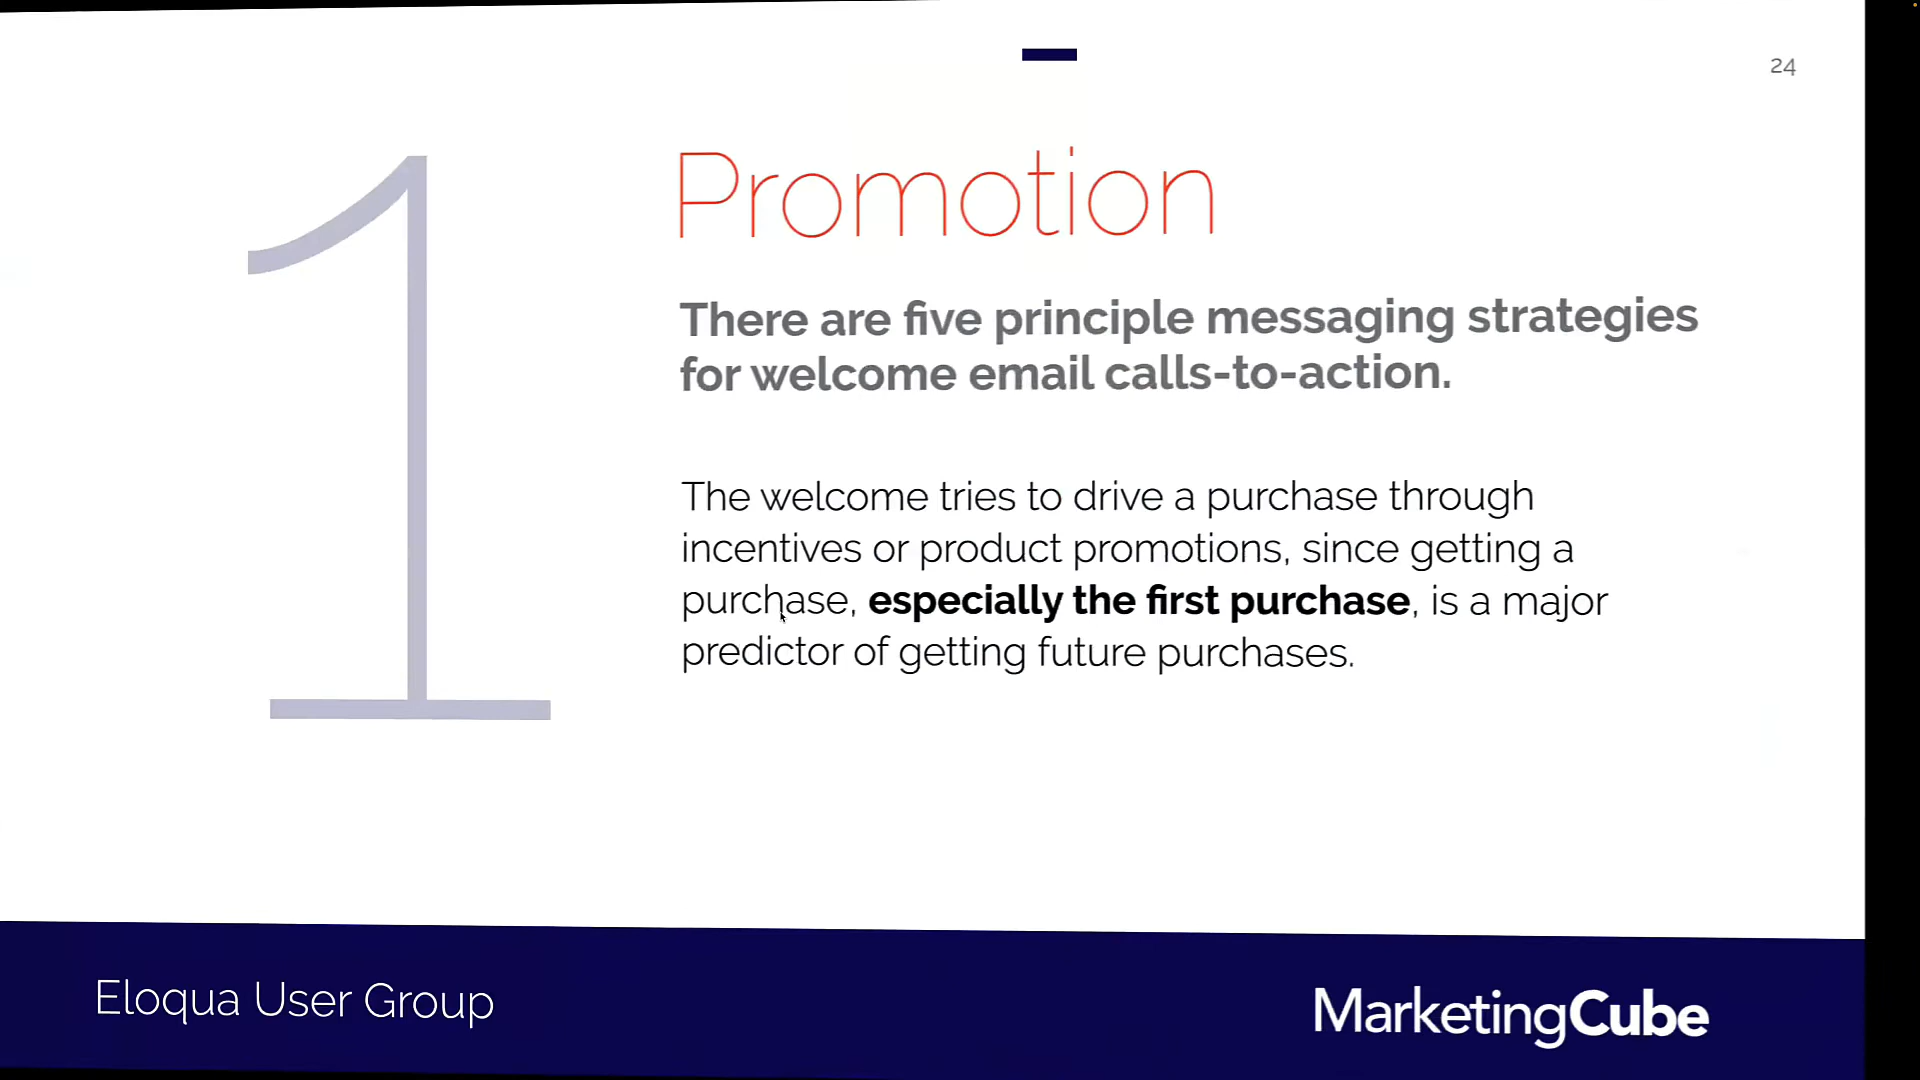 24
1
Promotion
There are five principle messaging strategies
for welcome email calls-to-action.
The welcome tries to drive a purchase through
incentives or product promotions, since getting a
purchase, especially the first purchase, is a major
predictor of getting future purchases.
Eloqua User Group
MarketingCube